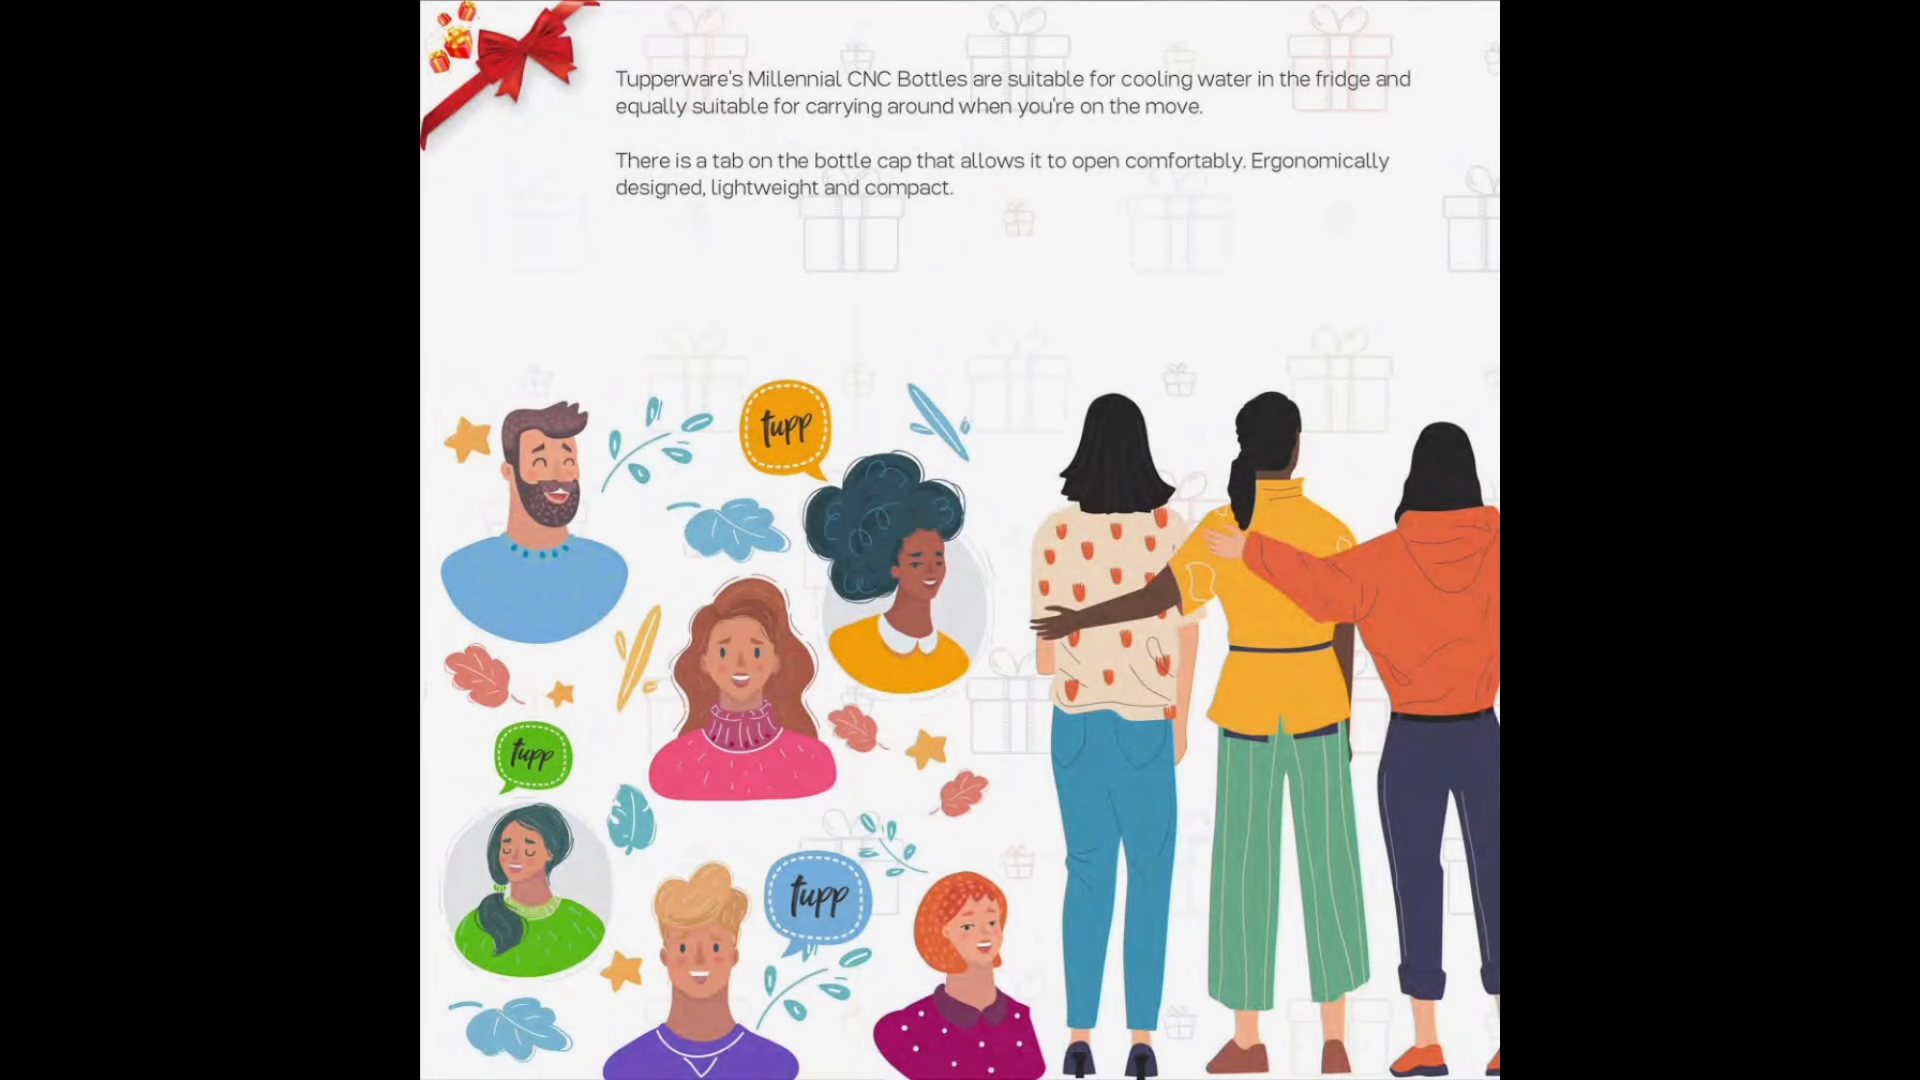 Tupperware's Millennial CNC Bottles are suitable for cooling water in the fridge and
equally suitable for carrying around when you're on the move.
There is a tab on the bottle cap that allows it to open comfortably. Ergonomically
designed, lightweight and compact.
tupp
tupp
tupp